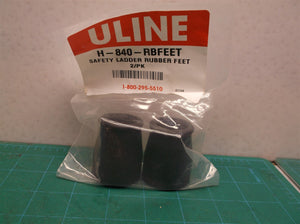 ULINE
H-840-RBFEET
SAFETY LADDER RUBBER FEET
2/PK
1-800-295-5510